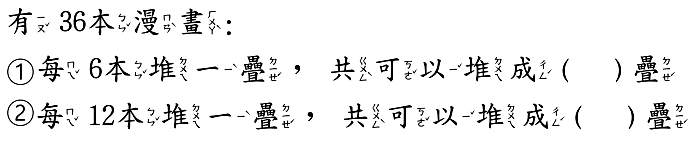 有 36本漫畫：
①每 6本堆一疊， 共可以堆成（　）疊
②每 12本堆一疊， 共可以堆成（　）疊